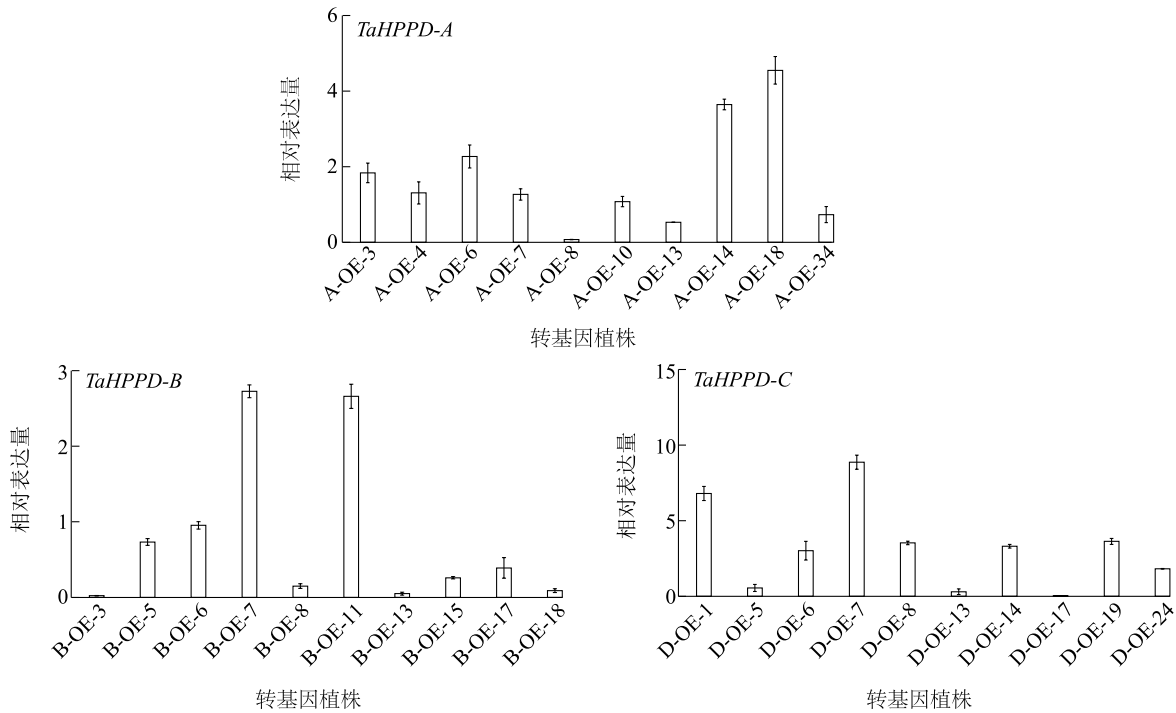 TaHPPD-A
6
4
2
0
相对表达量
A-OE-3
A-OE-4
A-OE-6
A-OE-7
A-OE-8
A-OE-10
A-OE-13
A-OE-14
A-OE-18
A-OE-34
转基因植株
TaHPPD-B
3
2
1
0
相对表达量
B-OE-3
B-OE-5
B-OE-6
B-OE-7
B-OE-8
B-OE-11
B-OE-13
B-OE-15
B-OE-17
B-OE-18
转基因植株
TaHPPD-C
15
10
5
0
相对表达量
D-OE-1
D-OE-5
D-OE-6
D-OE-7
D-OE-8
D-OE-13
D-OE-14
D-OE-17
D-OE-19
D-OE-24
转基因植株